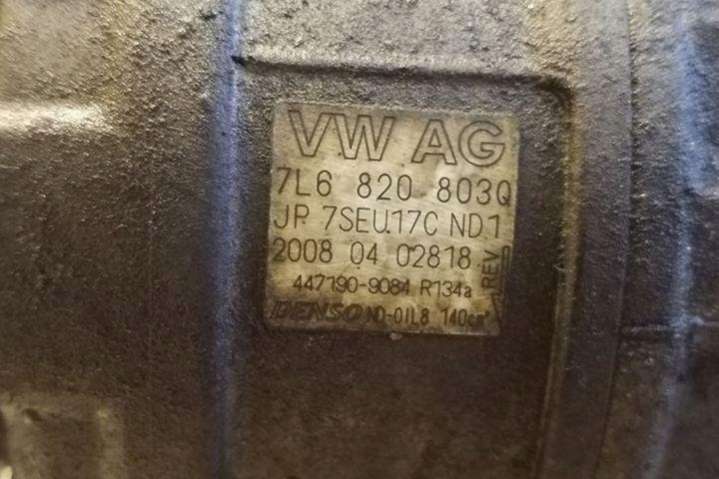 VW AG
7L6 820 803Q
JP 7SEU17C ND1
2008 04 02818
REV
447190-9084 R134a
DENSO ND-OIL8 140cm³